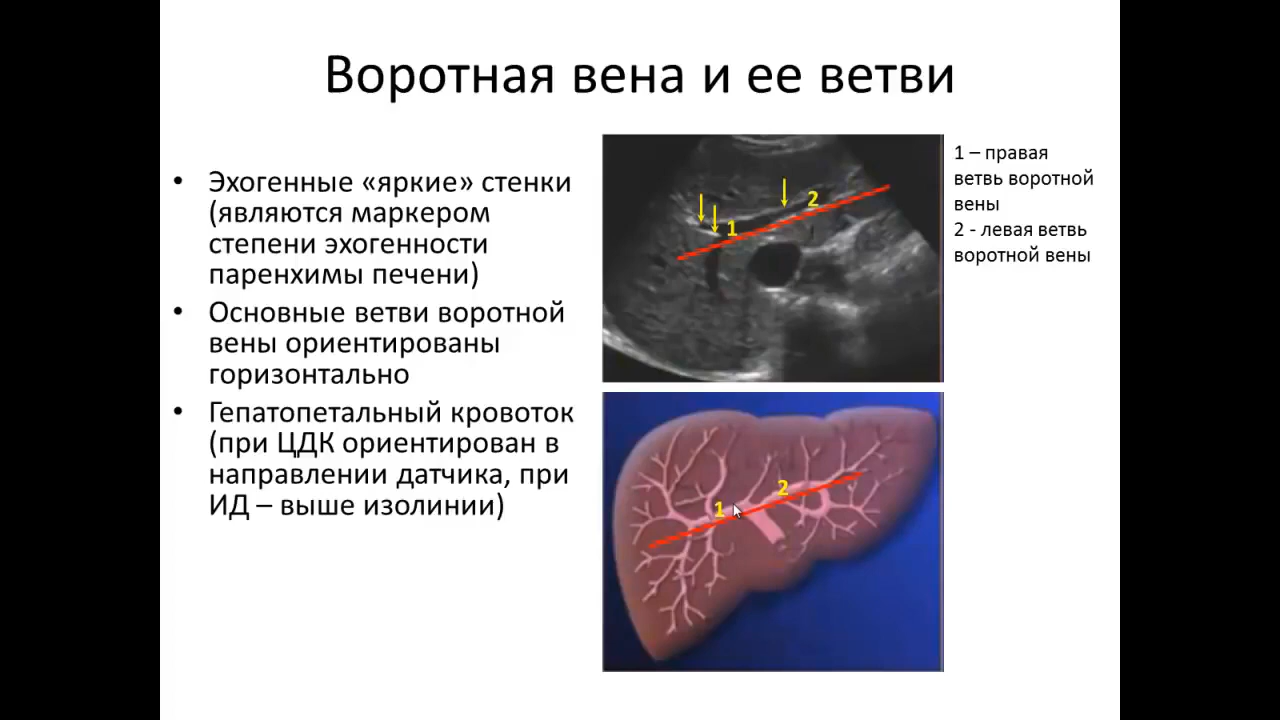 Воротная вена и ее ветви
• Эхогенные «яркие» стенки
(являются маркером
степени эхогенности
паренхимы печени)
• Основные ветви воротной
вены ориентированы
горизонтально
• Гепатопетальный кровоток
(при ЦДК ориентирован в
направлении датчика, при
ИД – выше изолинии)
1
2
1 – правая
ветвь воротной
вены
2 - левая ветвь
воротной вены
1
2